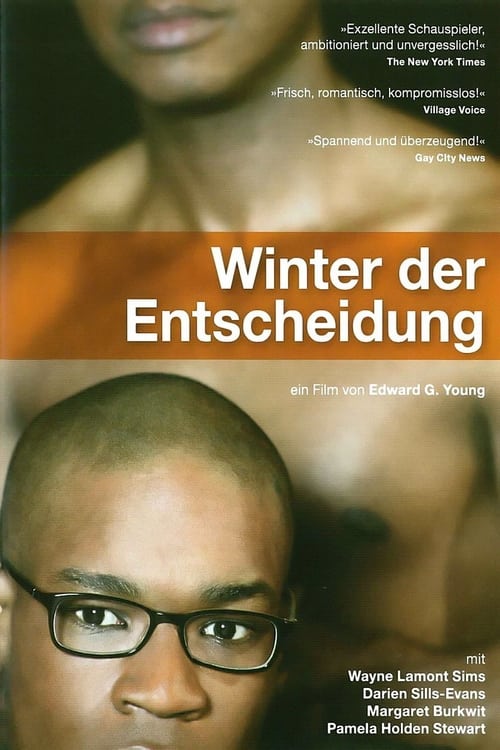 »Exzellente Schauspieler,
ambitioniert und unvergesslich!«
The New York Times
»Frisch, romantisch, kompromisslos!«
Village Voice
»Spannend und überzeugend!«
Gay CIty News
Winter der
Entscheidung
ein Film von Edward G. Young
mit
Wayne Lamont Sims
Darien Sills-Evans
Margaret Burkwit
Pamela Holden Stewart